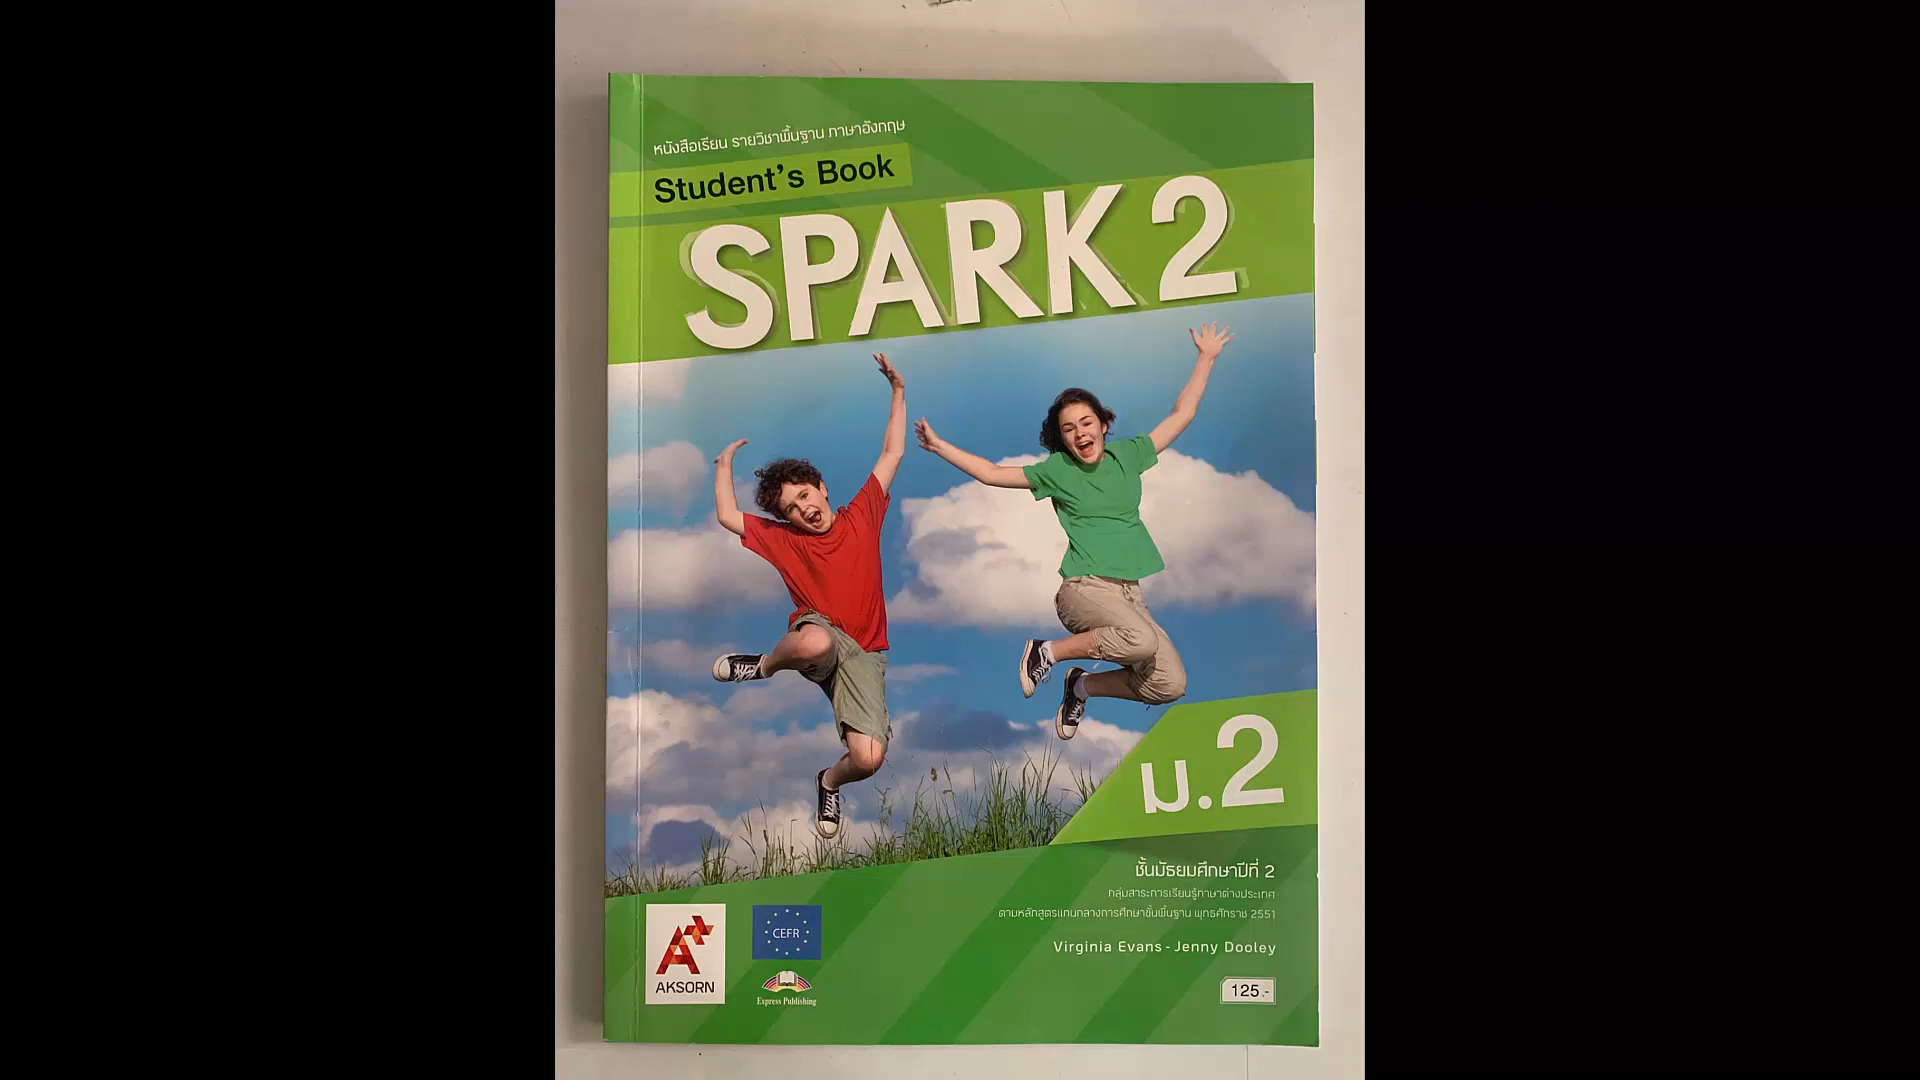 หนังสือเรียน รายวิชาพื้นฐาน ภาษาอังกฤษ
Student's Book
SPARK 2
ม.2
ชั้นมัธยมศึกษาปีที่ 2
กลุ่มสาระการเรียนรู้ภาษาต่างประเทศ
ตามหลักสูตรแกนกลางการศึกษาขั้นพื้นฐาน พุทธศักราช 2551
Virginia Evans - Jenny Dooley
A+
AKSORN
CEFR
Express Publishing
125.-